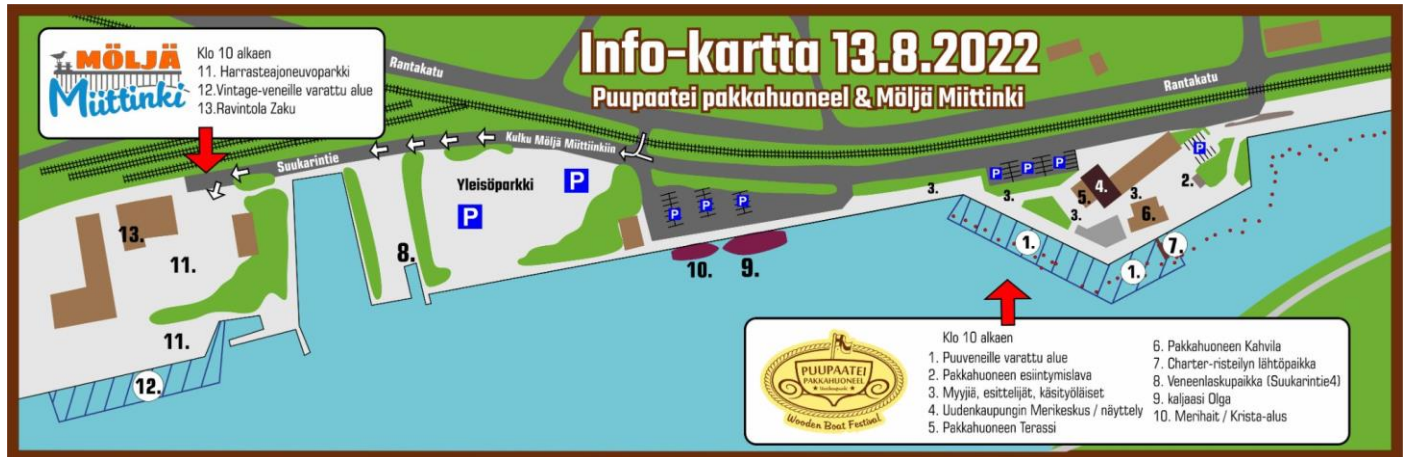 Info-kartta 13.8.2022
Puupaatei pakkahuoneel & Möljä Miittinki
MÖLJÄ
Miittinki
Klo 10 alkaen
11. Harrasteajoneuvoparkki
12.Vintage-veneille varattu alue
13.Ravintola Zaku
Rantakatu
Rantakatu
Suukarintie
Kulku Möljä Miittiinkiin
Yleisöparkki
P
P
P
P
P
P
P
P
P
13.
11.
11.
12.
8.
10.
9.
3.
3.
3.
3.
5.
4.
2.
6.
7.
1.
1.
PUUPAATEI
PAKKAHUONEEL
Wooden Boat Festival
Klo 10 alkaen
1. Puuveneille varattu alue
2. Pakkahuoneen esiintymislava
3. Myyjiä, esittelijät, käsityöläiset
4. Uudenkaupungin Merikeskus / näyttely
5. Pakkahuoneen Terassi
6. Pakkahuoneen Kahvila
7. Charter-risteilyn lähtöpaikka
8. Veneenlaskupaikka (Suukarintie4)
9. kaljaasi Olga
10. Merihait / Krista-alus